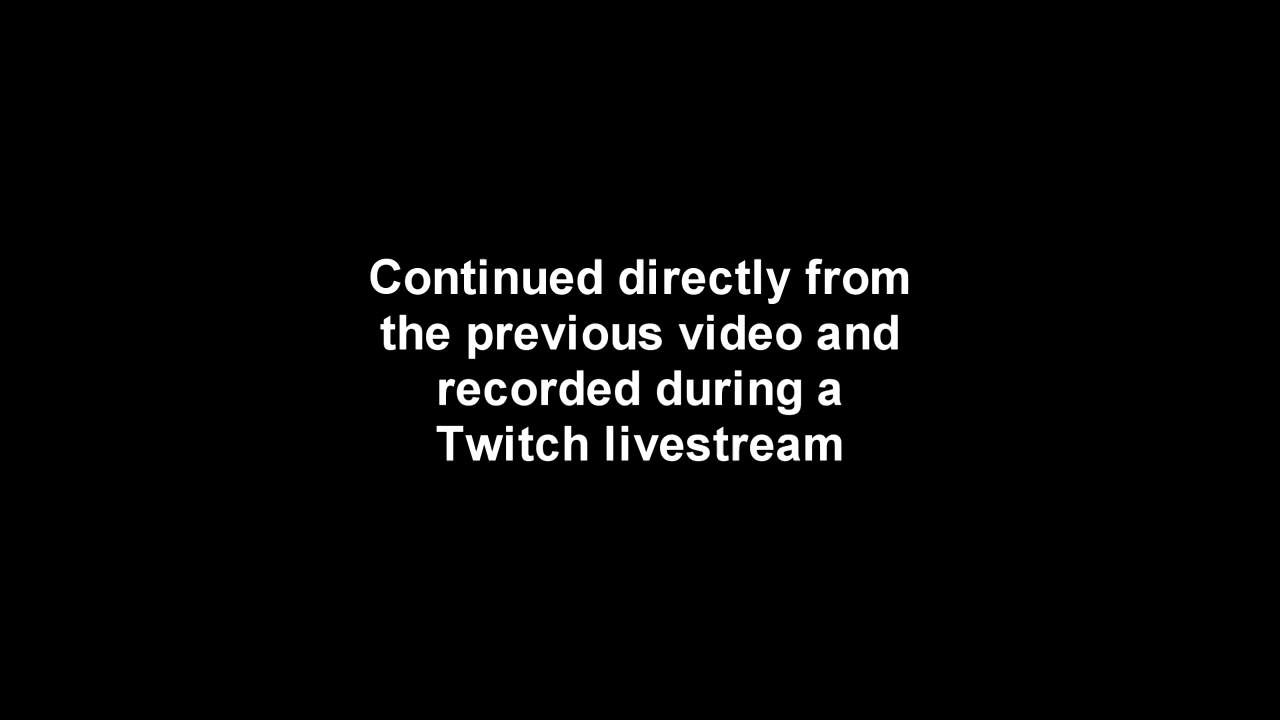 Continued directly from
the previous video and
recorded during a
Twitch livestream